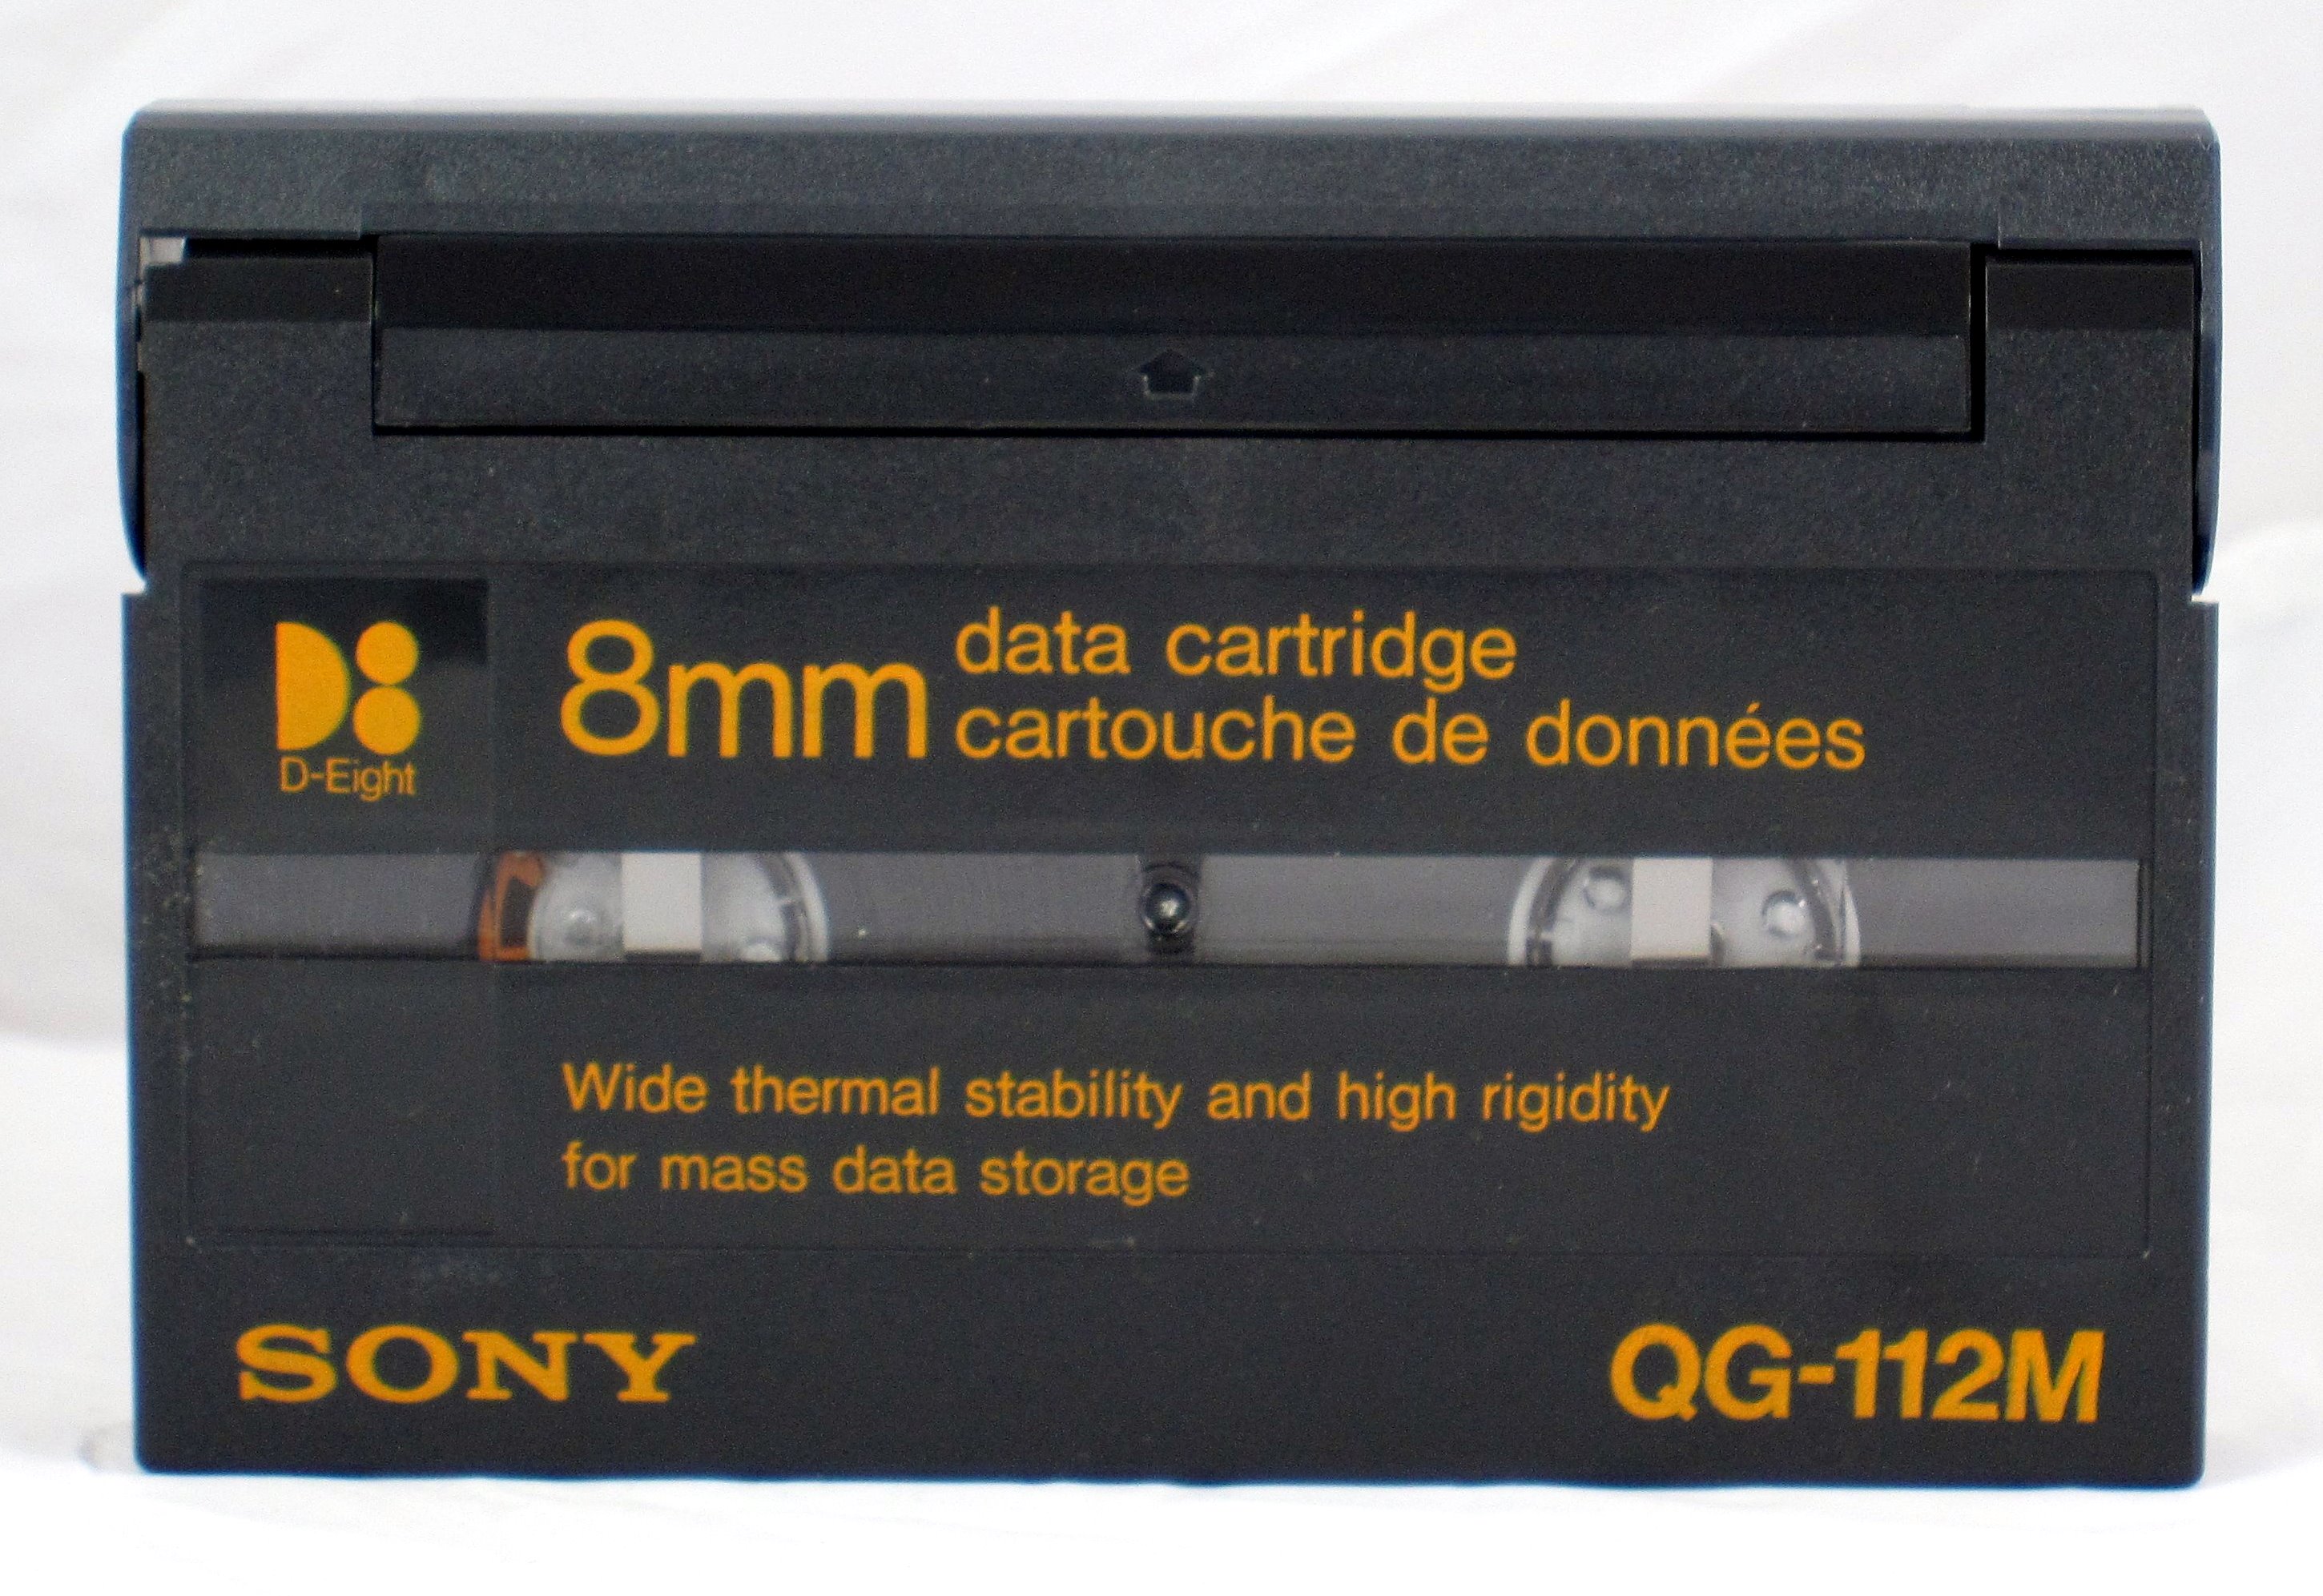 D8
D-Eight
8mm
data cartridge
cartouche de données
Wide thermal stability and high rigidity
for mass data storage
SONY
QG-112M